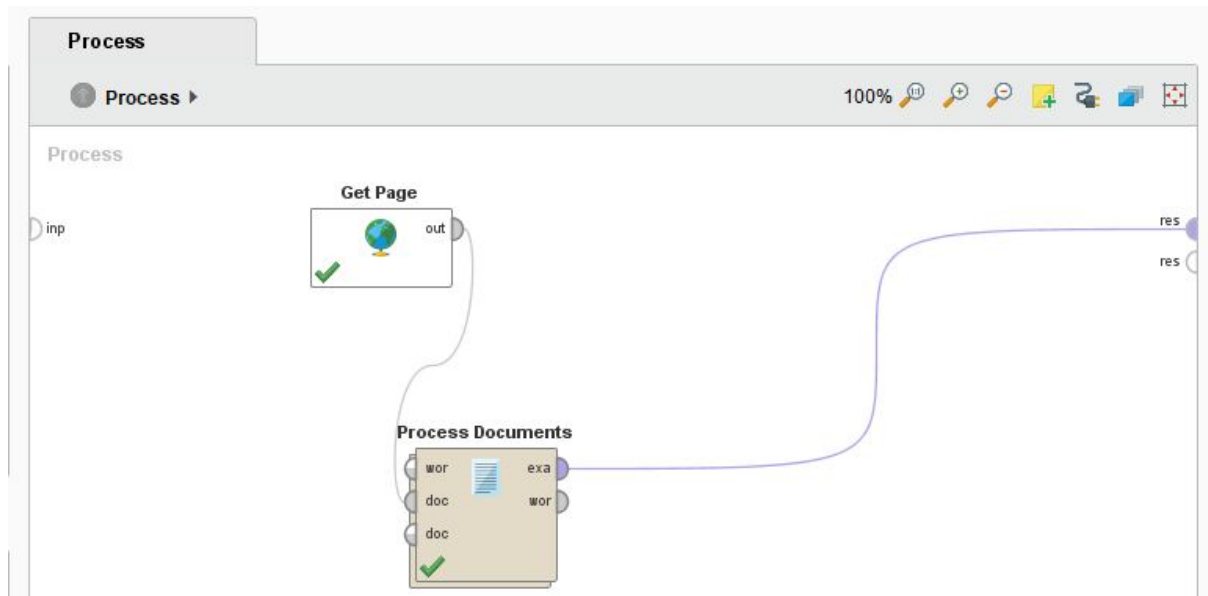 Process
Process
100%
Process
Get Page
inp
out
res
res
Process Documents
wor
exa
doc
wor
doc